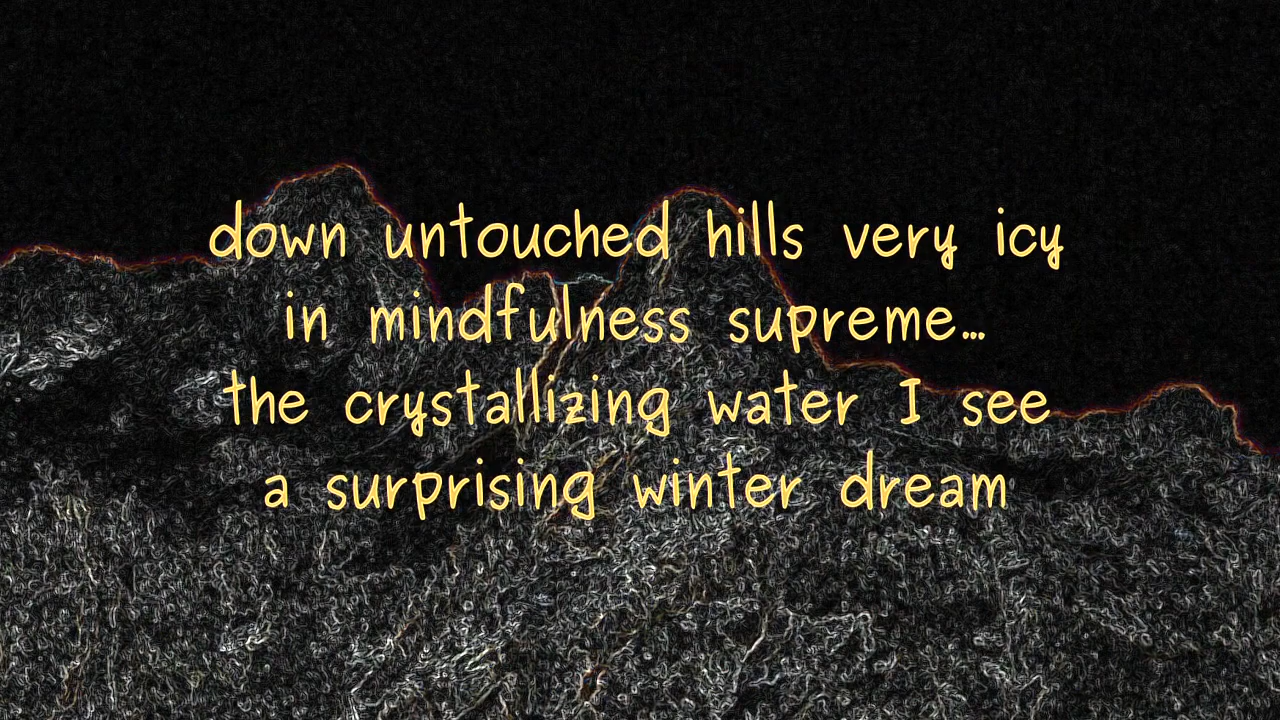 down untouched hills very icy
in mindfulness supreme...
the crystallizing water I see
a surprising winter dream